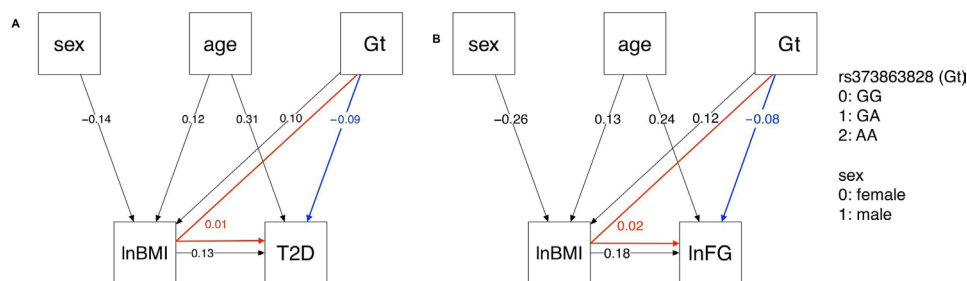 A
sex
age
Gt
−0.14
0.12
0.31
0.10
−0.09
0.01
0.13
lnBMI
T2D
B
sex
age
Gt
−0.26
0.13
0.24
0.12
−0.08
0.02
0.18
lnBMI
lnFG
rs373863828 (Gt)
0: GG
1: GA
2: AA
sex
0: female
1: male